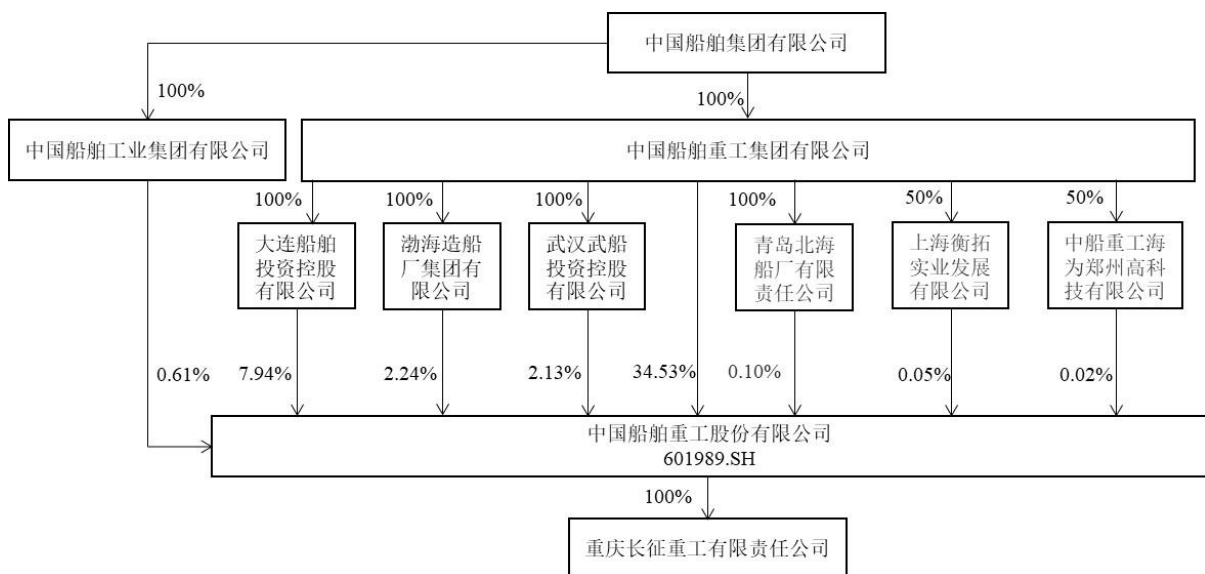 中国船舶集团有限公司
100%
100%
中国船舶工业集团有限公司
中国船舶重工集团有限公司
100%
100%
100%
100%
50%
50%
大连船舶
投资控股
有限公司
渤海造船
厂集团有
限公司
武汉武船
投资控股
有限公司
青岛北海
船厂有限
责任公司
上海衡拓
实业发展
有限公司
中船重工海
为郑州高科
技有限公司
0.61%
7.94%
2.24%
2.13%
34.53%
0.10%
0.05%
0.02%
中国船舶重工股份有限公司
601989.SH
100%
重庆长征重工有限责任公司